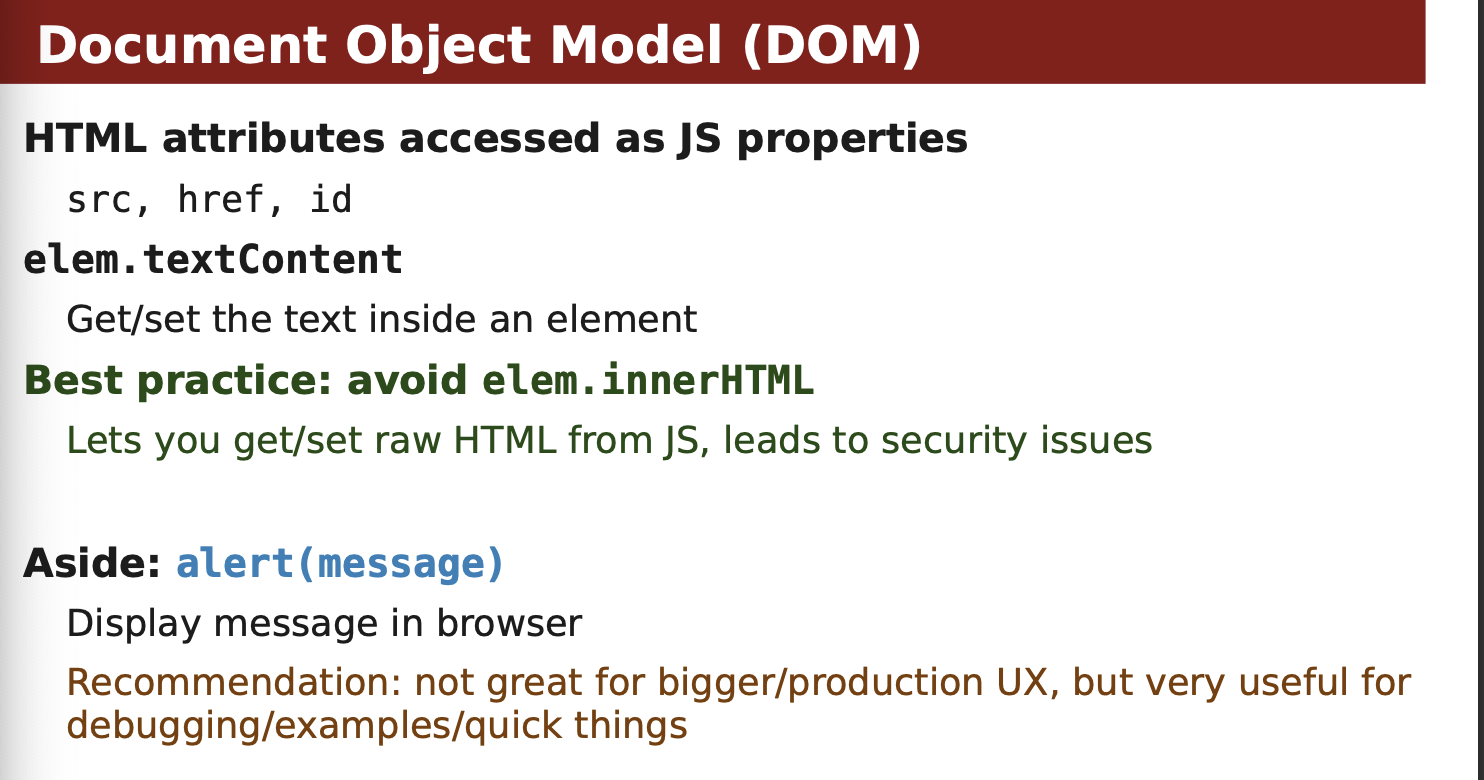 Document Object Model (DOM)
HTML attributes accessed as JS properties
src, href, id
elem.textContent
Get/set the text inside an element
Best practice: avoid elem.innerHTML
Lets you get/set raw HTML from JS, leads to security issues
Aside: alert(message)
Display message in browser
Recommendation: not great for bigger/production UX, but very useful for
debugging/examples/quick things